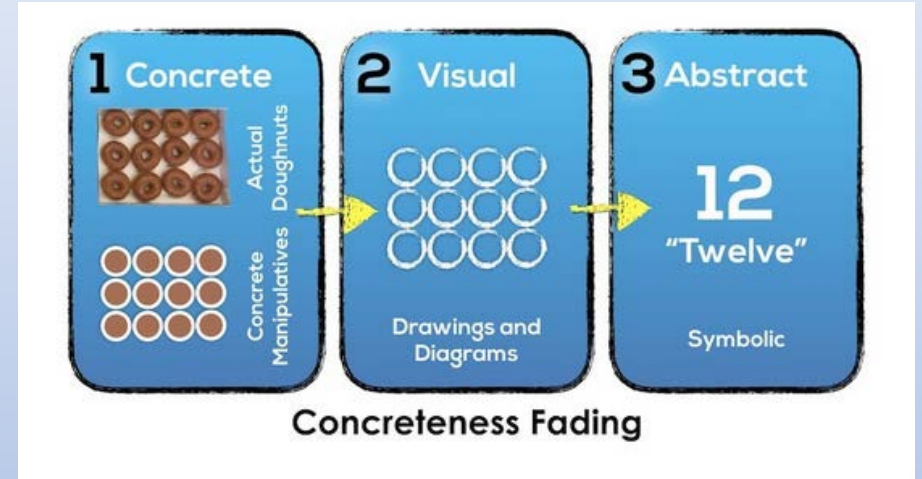 1 Concrete
Actual
Doughnuts
Concrete
Manipulatives
2 Visual
Drawings and
Diagrams
3 Abstract
12
“Twelve”
Symbolic
Concreteness Fading